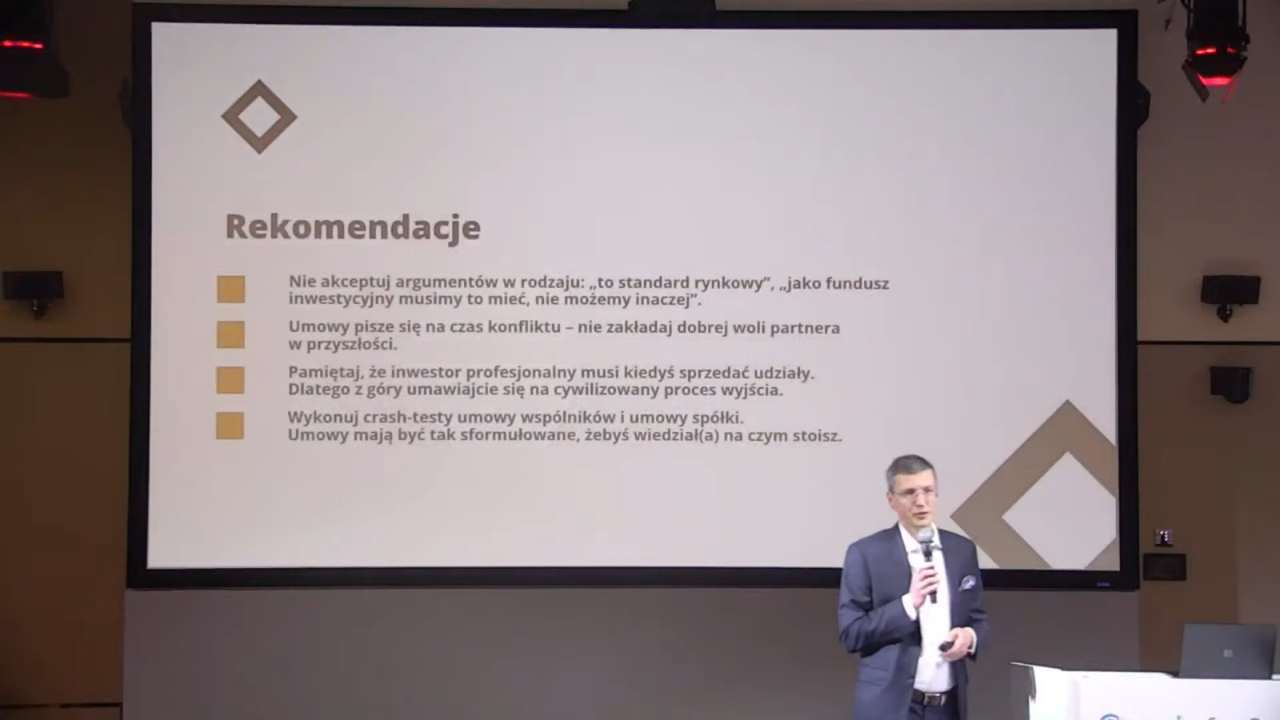 Rekomendacje
Nie akceptuj argumentów w rodzaju: „to standard rynkowy”, „jako fundusz
inwestycyjny musimy to mieć, nie możemy inaczej”.
Umowy pisze się na czas konfliktu – nie zakładaj dobrej woli partnera
w przyszłości.
Pamiętaj, że inwestor profesjonalny musi kiedyś sprzedać udziały.
Dlatego z góry umawiajcie się na cywilizowany proces wyjścia.
Wykonuj crash-testy umowy wspólników i umowy spółki.
Umowy mają być tak sformułowane, żebyś wiedział(a) na czym stoisz.